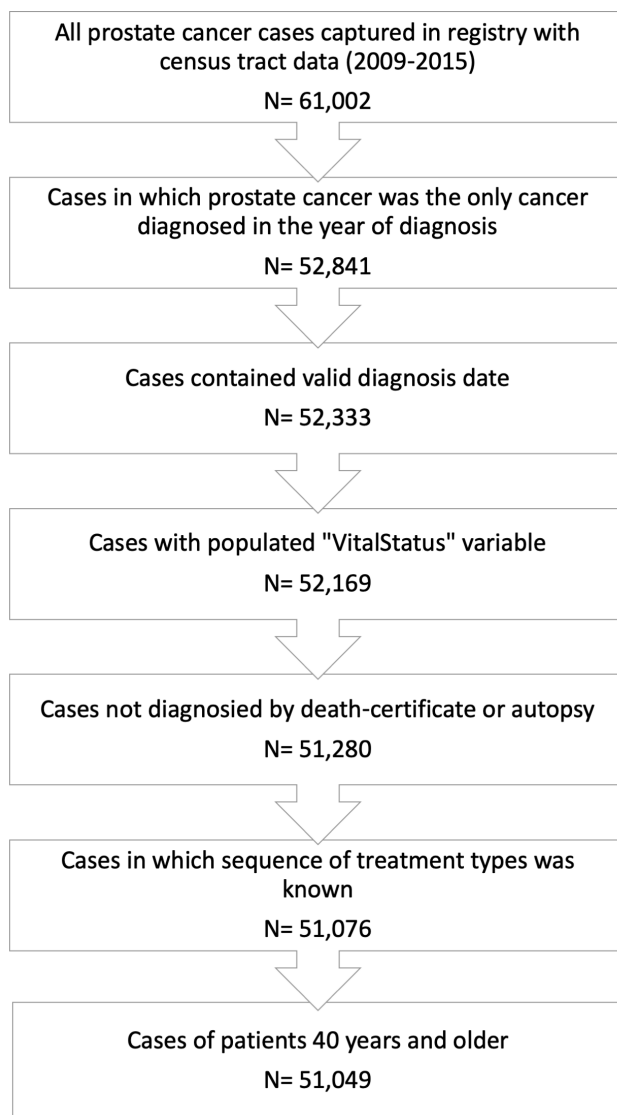 All prostate cancer cases captured in registry with
census tract data (2009-2015)
N= 61,002
Cases in which prostate cancer was the only cancer
diagnosed in the year of diagnosis
N= 52,841
Cases contained valid diagnosis date
N= 52,333
Cases with populated "VitalStatus" variable
N= 52,169
Cases not diagnosied by death-certificate or autopsy
N= 51,280
Cases in which sequence of treatment types was
known
N= 51,076
Cases of patients 40 years and older
N= 51,049